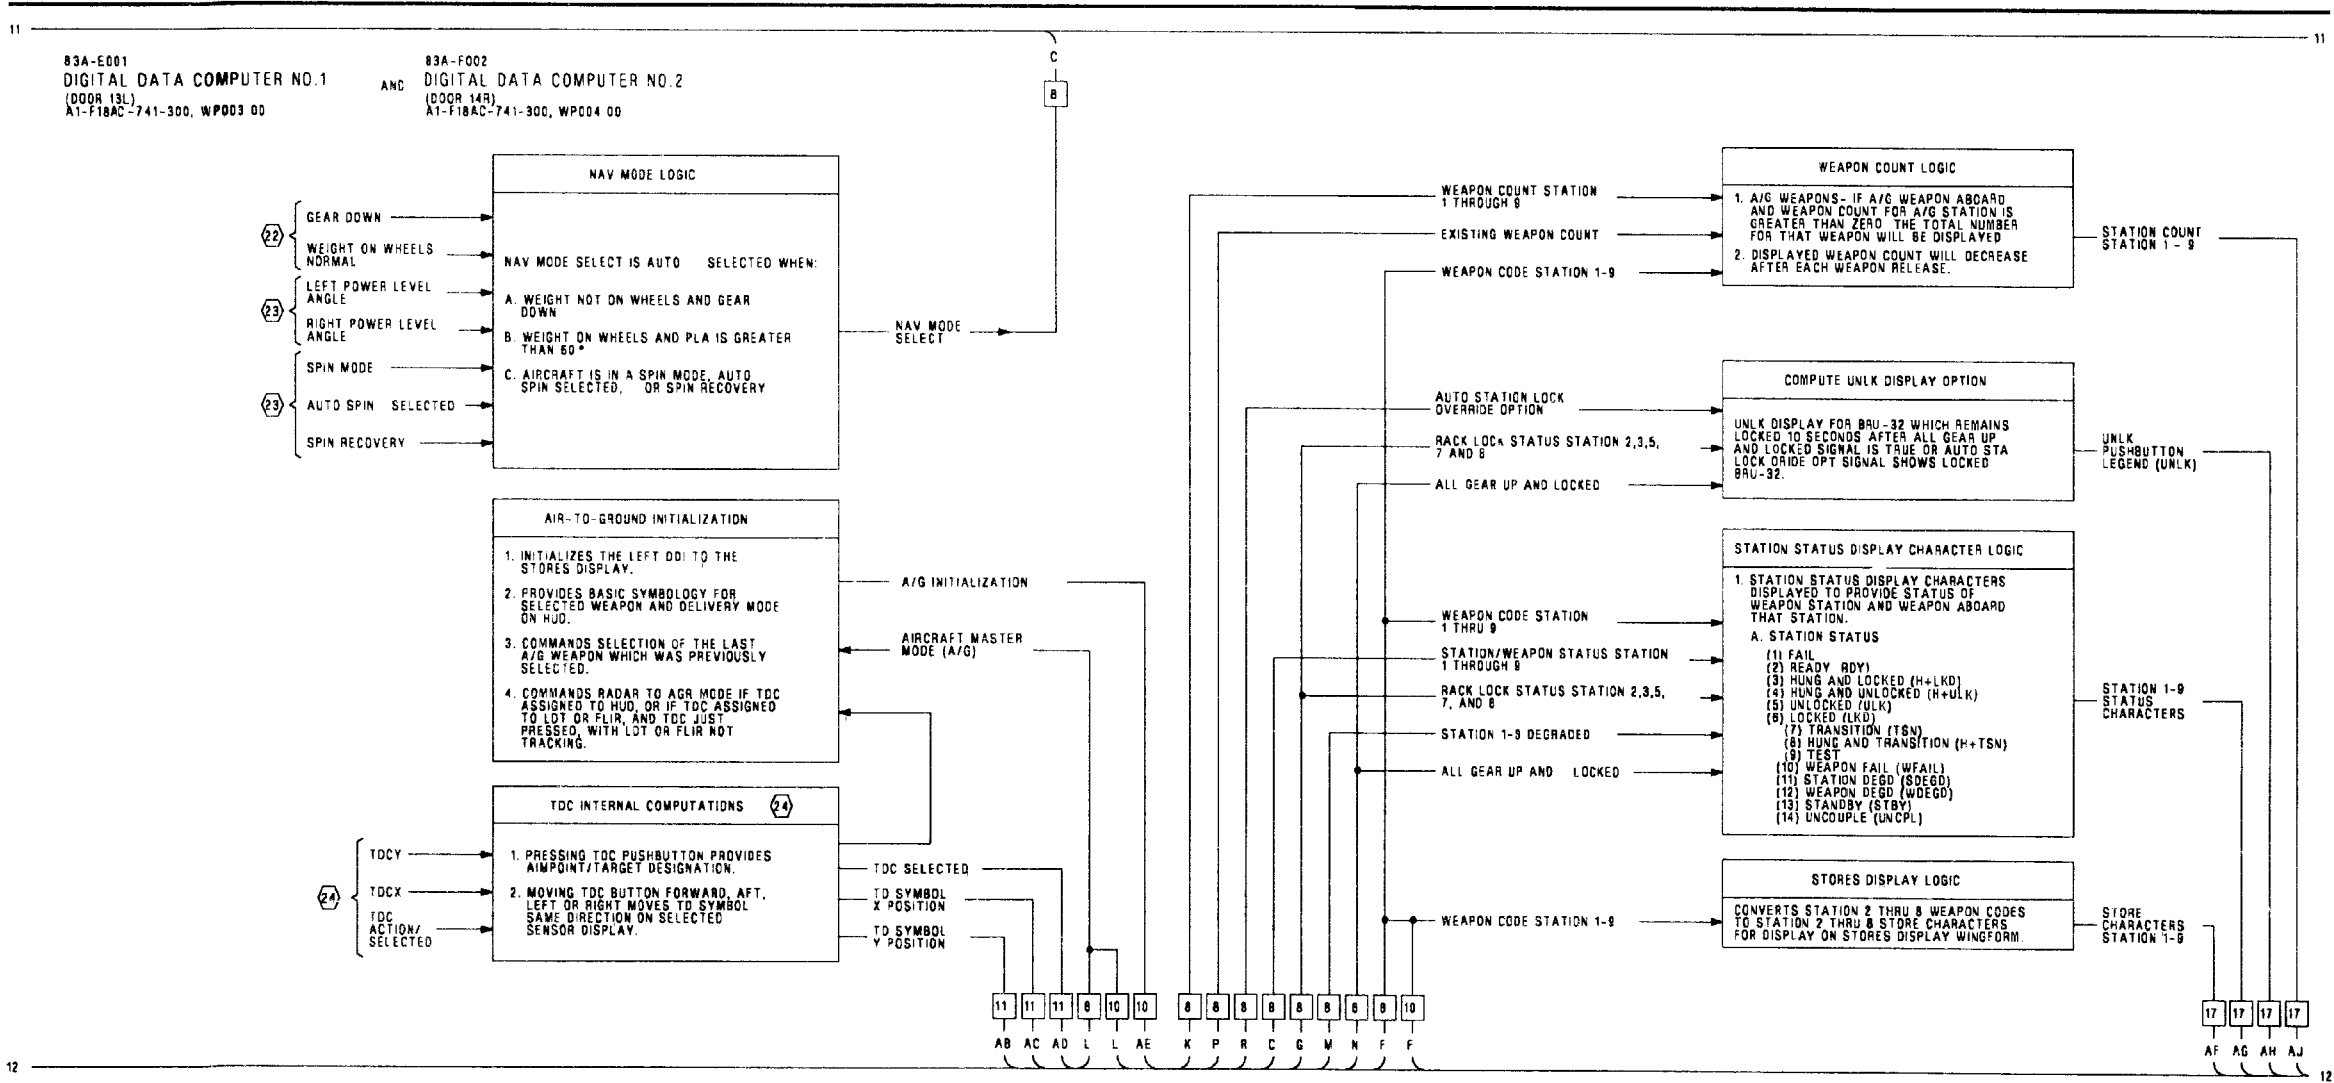 11
11
83A-E001
DIGITAL DATA COMPUTER NO.1
(DOOR 13L)
A1-F18AC-741-300, WP003 00
AND
83A-F002
DIGITAL DATA COMPUTER NO.2
(DOOR 14R)
A1-F18AC-741-300, WP004 00
C
8
NAV MODE LOGIC
22
GEAR DOWN
WEIGHT ON WHEELS
NORMAL
23
LEFT POWER LEVEL
ANGLE
RIGHT POWER LEVEL
ANGLE
23
SPIN MODE
AUTO SPIN SELECTED
SPIN RECOVERY
NAV MODE SELECT IS AUTO SELECTED WHEN:
A. WEIGHT NOT ON WHEELS AND GEAR
DOWN
B. WEIGHT ON WHEELS AND PLA IS GREATER
THAN 60°
C. AIRCRAFT IS IN A SPIN MODE, AUTO
SPIN SELECTED, OR SPIN RECOVERY
NAV MODE
SELECT
AIR-TO-GROUND INITIALIZATION
1. INITIALIZES THE LEFT DDI TO THE
STORES DISPLAY.
2. PROVIDES BASIC SYMBOLOGY FOR
SELECTED WEAPON AND DELIVERY MODE
ON HUD.
3. COMMANDS SELECTION OF THE LAST
A/G WEAPON WHICH WAS PREVIOUSLY
SELECTED.
4. COMMANDS RADAR TO AGR MODE IF TDC
ASSIGNED TO HUD, OR IF TDC ASSIGNED
TO LDT OR FLIR, AND TDC JUST
PRESSED, WITH LDT OR FLIR NOT
TRACKING.
A/G INITIALIZATION
AIRCRAFT MASTER
MODE (A/G)
TDC INTERNAL COMPUTATIONS 24
24
TDCY
TDCX
TDC
ACTION/
SELECTED
1. PRESSING TDC PUSHBUTTON PROVIDES
AIMPOINT/TARGET DESIGNATION.
2. MOVING TDC BUTTON FORWARD, AFT,
LEFT OR RIGHT MOVES TD SYMBOL
SAME DIRECTION ON SELECTED
SENSOR DISPLAY.
TDC SELECTED
TD SYMBOL
X POSITION
TD SYMBOL
Y POSITION
WEAPON COUNT STATION
1 THROUGH 9
EXISTING WEAPON COUNT
WEAPON CODE STATION 1-9
WEAPON COUNT LOGIC
1. A/G WEAPONS- IF A/G WEAPON ABOARD
AND WEAPON COUNT FOR A/G STATION IS
GREATER THAN ZERO THE TOTAL NUMBER
FOR THAT WEAPON WILL BE DISPLAYED
2. DISPLAYED WEAPON COUNT WILL DECREASE
AFTER EACH WEAPON RELEASE.
STATION COUNT
STATION 1 - 9
AUTO STATION LOCK
OVERRIDE OPTION
RACK LOCK STATUS STATION 2,3,5,
7 AND 8
ALL GEAR UP AND LOCKED
COMPUTE UNLK DISPLAY OPTION
UNLK DISPLAY FOR BRU-32 WHICH REMAINS
LOCKED 10 SECONDS AFTER ALL GEAR UP
AND LOCKED SIGNAL IS TRUE OR AUTO STA
LOCK ORIDE OPT SIGNAL SHOWS LOCKED
BRU-32.
UNLK
PUSHBUTTON
LEGEND (UNLK)
WEAPON CODE STATION
1 THRU 9
STATION/WEAPON STATUS STATION
1 THROUGH 9
RACK LOCK STATUS STATION 2,3,5,
7, AND 8
STATION 1-9 DEGRADED
ALL GEAR UP AND LOCKED
STATION STATUS DISPLAY CHARACTER LOGIC
1. STATION STATUS DISPLAY CHARACTERS
DISPLAYED TO PROVIDE STATUS OF
WEAPON STATION AND WEAPON ABOARD
THAT STATION.
A. STATION STATUS
(1) FAIL
(2) READY RDY)
(3) HUNG AND LOCKED (H+LKD)
(4) HUNG AND UNLOCKED (H+ULK)
(5) UNLOCKED (ULK)
(6) LOCKED (LKD)
(7) TRANSITION (TSN)
(8) HUNG AND TRANSITION (H+TSN)
(9) TEST
(10) WEAPON FAIL (WFAIL)
(11) STATION DEGD (SDEGD)
(12) WEAPON DEGD (WDEGD)
(13) STANDBY (STBY)
(14) UNCOUPLE (UNCPL)
STATION 1-9
STATUS
CHARACTERS
WEAPON CODE STATION 1-9
STORES DISPLAY LOGIC
CONVERTS STATION 2 THRU 8 WEAPON CODES
TO STATION 2 THRU 8 STORE CHARACTERS
FOR DISPLAY ON STORES DISPLAY WINGFORM.
STORE
CHARACTERS
STATION 1-9
11 11 11 8 10 10 8 8 8 8 8 8 8 8 10 17 17 17 17
AB AC AD L L AE K P R C G M N F F AF AG AH AJ
12
12